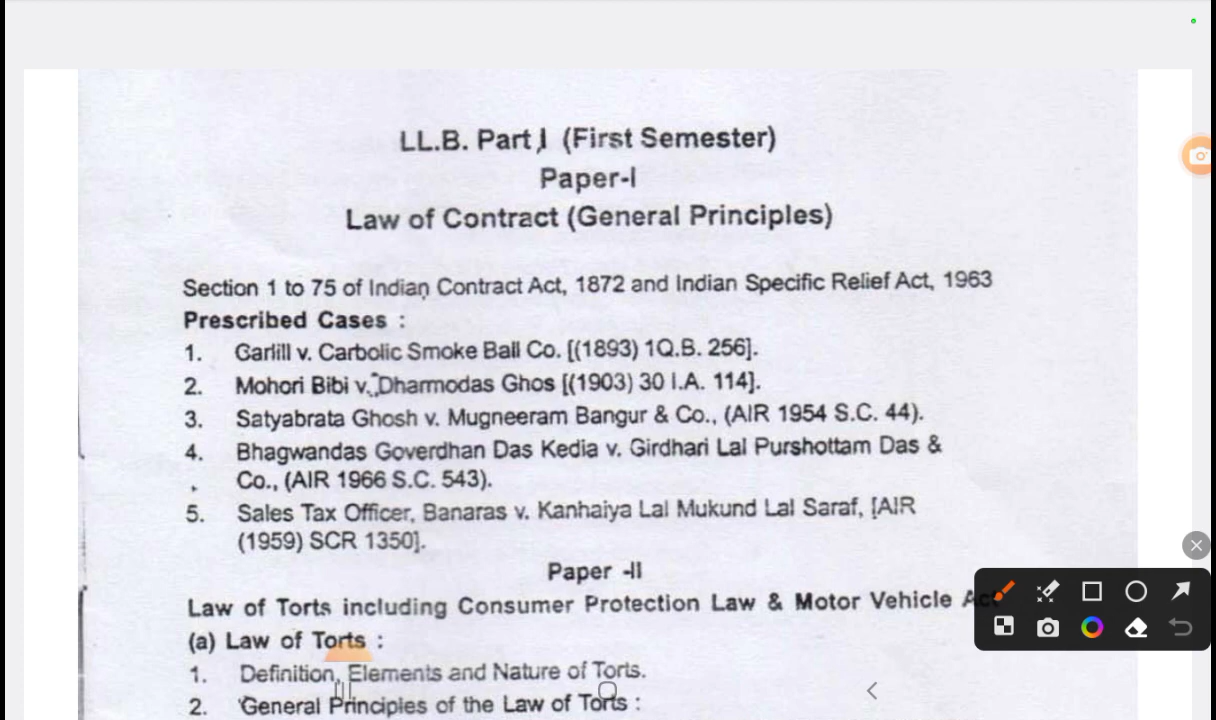 LL.B. Part I (First Semester)
Paper-I
Law of Contract (General Principles)
Section 1 to 75 of Indian Contract Act, 1872 and Indian Specific Relief Act, 1963
Prescribed Cases :
1. Garlill v. Carbolic Smoke Ball Co. [(1893) 1Q.B. 256].
2. Mohori Bibi v. Dharmodas Ghos [(1903) 30 I.A. 114].
3. Satyabrata Ghosh v. Mugneeram Bangur & Co., (AIR 1954 S.C. 44).
4. Bhagwandas Goverdhan Das Kedia v. Girdhari Lal Purshottam Das &
Co., (AIR 1966 S.C. 543).
5. Sales Tax Officer, Banaras v. Kanhaiya Lal Mukund Lal Saraf, [AIR
(1959) SCR 1350].
Paper -II
Law of Torts including Consumer Protection Law & Motor Vehicle Act
(a) Law of Torts :
1. Definition, Elements and Nature of Torts.
2. General Principles of the Law of Torts :